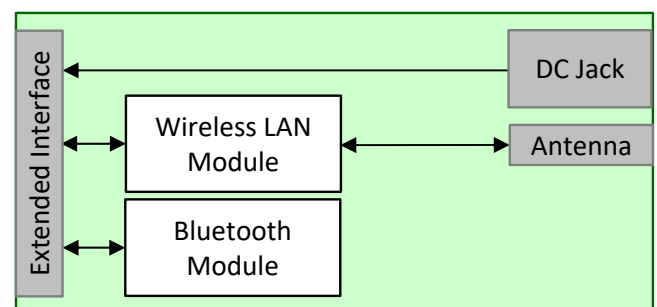 Extended Interface
DC Jack
Wireless LAN
Module
Antenna
Bluetooth
Module